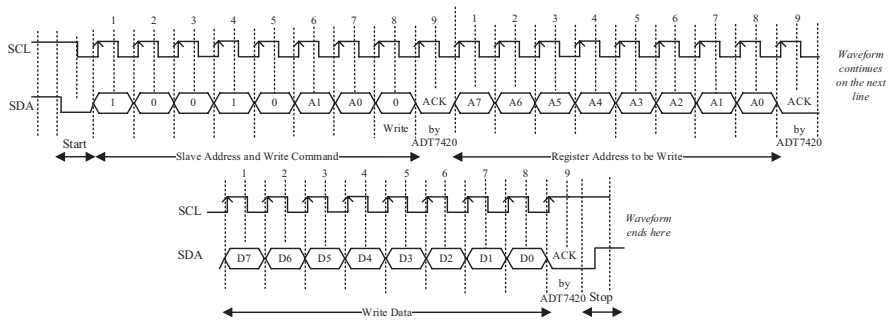 1 2 3 4 5 6 7 8 9 1 2 3 4 5 6 7 8 9
SCL
Waveform
continues
on the next
line
SDA 1 0 0 1 0 A1 A0 0 ACK A7 A6 A5 A4 A3 A2 A1 A0 ACK
Write by by
ADT7420 ADT7420
Start
Slave Address and Write Command Register Address to be Write
1 2 3 4 5 6 7 8 9
SCL
Waveform
ends here
SDA D7 D6 D5 D4 D3 D2 D1 D0 ACK
by
ADT7420 Stop
Write Data